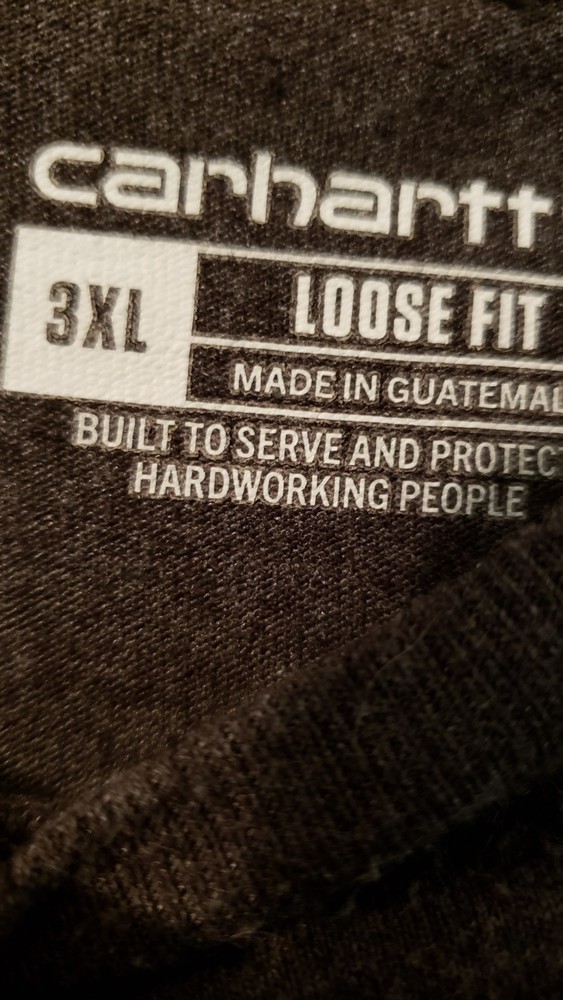 carhartt
3XL
LOOSE FIT
MADE IN GUATEMAL
BUILT TO SERVE AND PROTECT
HARDWORKING PEOPLE